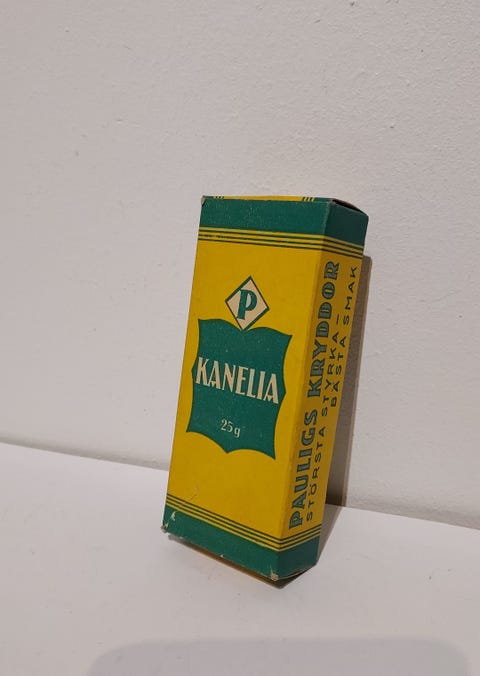 P
KANELIA
25g
PAULIGS KRYDDOR
STÖRSTA STYRKA –
BÄSTA SMAK